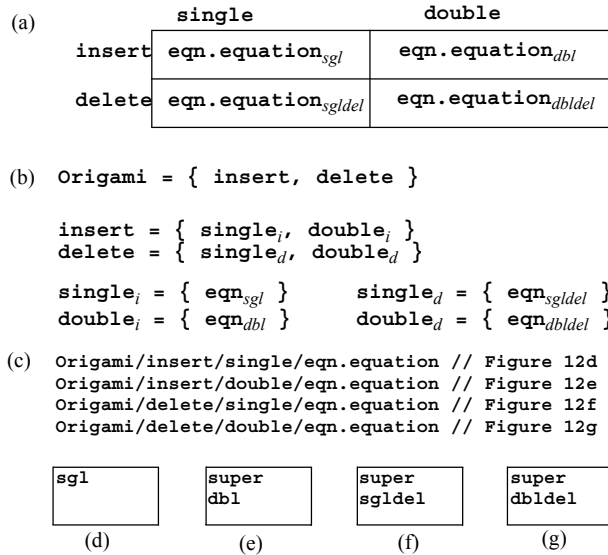 (a)
single double
insert eqn.equation_sgl eqn.equation_dbl
delete eqn.equation_sgldel eqn.equation_dbldel
(b) Origami = { insert, delete }
insert = { single_i, double_i }
delete = { single_d, double_d }
single_i = { eqn_sgl } single_d = { eqn_sgldel }
double_i = { eqn_dbl } double_d = { eqn_dbldel }
(c) Origami/insert/single/eqn.equation // Figure 12d
Origami/insert/double/eqn.equation // Figure 12e
Origami/delete/single/eqn.equation // Figure 12f
Origami/delete/double/eqn.equation // Figure 12g
sgl super super super
dbl sgldel dbldel
(d) (e) (f) (g)